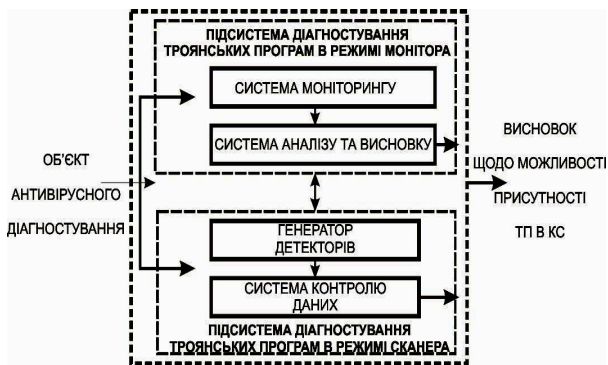 ПІДСИСТЕМА ДІАГНОСТУВАННЯ
ТРОЯНСЬКИХ ПРОГРАМ В РЕЖИМІ МОНІТОРА
СИСТЕМА МОНІТОРИНГУ
СИСТЕМА АНАЛІЗУ ТА ВИСНОВКУ
ОБ'ЄКТ
АНТИВІРУСНОГО
ДІАГНОСТУВАННЯ
ВИСНОВОК
ЩОДО МОЖЛИВОСТІ
ПРИСУТНОСТІ
ТП В КС
ГЕНЕРАТОР
ДЕТЕКТОРІВ
СИСТЕМА КОНТРОЛЮ
ДАНИХ
ПІДСИСТЕМА ДІАГНОСТУВАННЯ
ТРОЯНСЬКИХ ПРОГРАМ В РЕЖИМІ СКАНЕРА